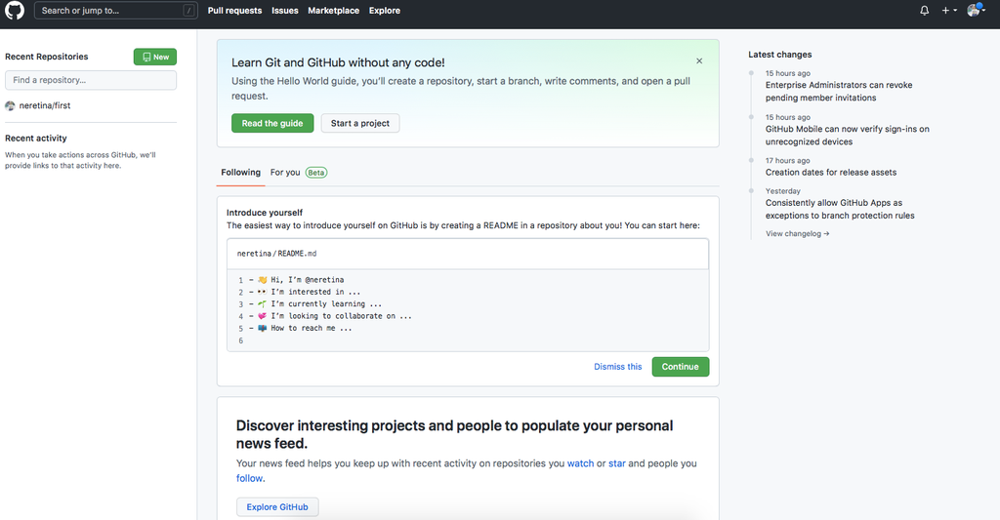 Search or jump to...
/
Pull requests
Issues
Marketplace
Explore
Recent Repositories
New
Find a repository...
neretina/first
Recent activity
When you take actions across GitHub, we'll
provide links to that activity here.
Learn Git and GitHub without any code!
Using the Hello World guide, you'll create a repository, start a branch, write comments, and open a pull
request.
Read the guide
Start a project
Following
For you
Beta
Introduce yourself
The easiest way to introduce yourself on GitHub is by creating a README in a repository about you! You can start here:
neretina/README.md
1 - 👋 Hi, I'm @neretina
2 - 👀 I'm interested in ...
3 - 🌱 I'm currently learning ...
4 - 💞️ I'm looking to collaborate on ...
5 - 📫 How to reach me ...
6
Dismiss this
Continue
Discover interesting projects and people to populate your personal
news feed.
Your news feed helps you keep up with recent activity on repositories you watch or star and people you
follow.
Explore GitHub
Latest changes
15 hours ago
Enterprise Administrators can revoke
pending member invitations
15 hours ago
GitHub Mobile can now verify sign-ins on
unrecognized devices
17 hours ago
Creation dates for release assets
Yesterday
Consistently allow GitHub Apps as
exceptions to branch protection rules
View changelog →